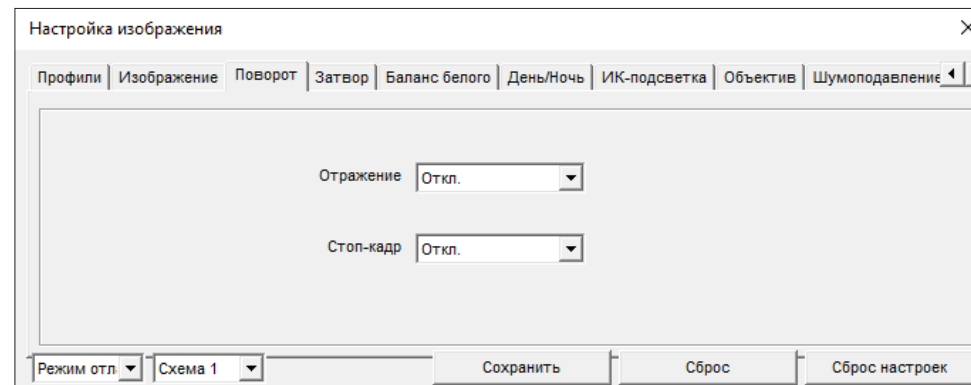 Настройка изображения
Профили Изображение Поворот Затвор Баланс белого День/Ночь ИК-подсветка Объектив Шумоподавление
Отражение Откл.
Стоп-кадр Откл.
Режим отл Схема 1 Сохранить Сброс Сброс настроек